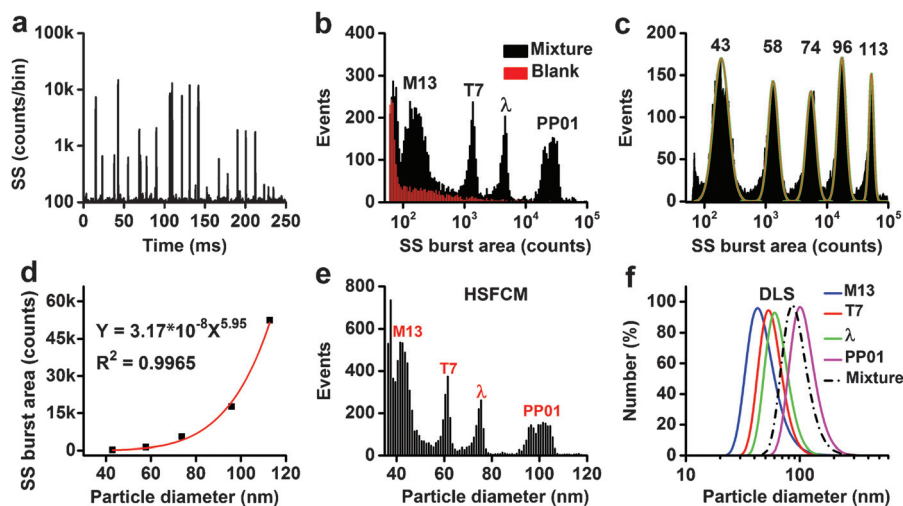 a
SS (counts/bin)
100k
10k
1k
100
0 50 100 150 200 250
Time (ms)
b
Events
400
300
200
100
0
M13
T7
λ
PP01
Mixture
Blank
10² 10³ 10⁴ 10⁵
SS burst area (counts)
c
Events
200
150
100
50
0
43 58 74 96 113
10² 10³ 10⁴ 10⁵
SS burst area (counts)
d
SS burst area (counts)
60k
45k
30k
15k
0
Y = 3.17*10⁻⁸X⁵·⁹⁵
R² = 0.9965
40 60 80 100 120
Particle diameter (nm)
e
HSFCM
Events
800
600
400
200
0
M13
T7
λ
PP01
40 60 80 100 120
Particle diameter (nm)
f
DLS
Number (%)
100
80
60
40
20
0
M13
T7
λ
PP01
Mixture
10 100
Particle diameter (nm)